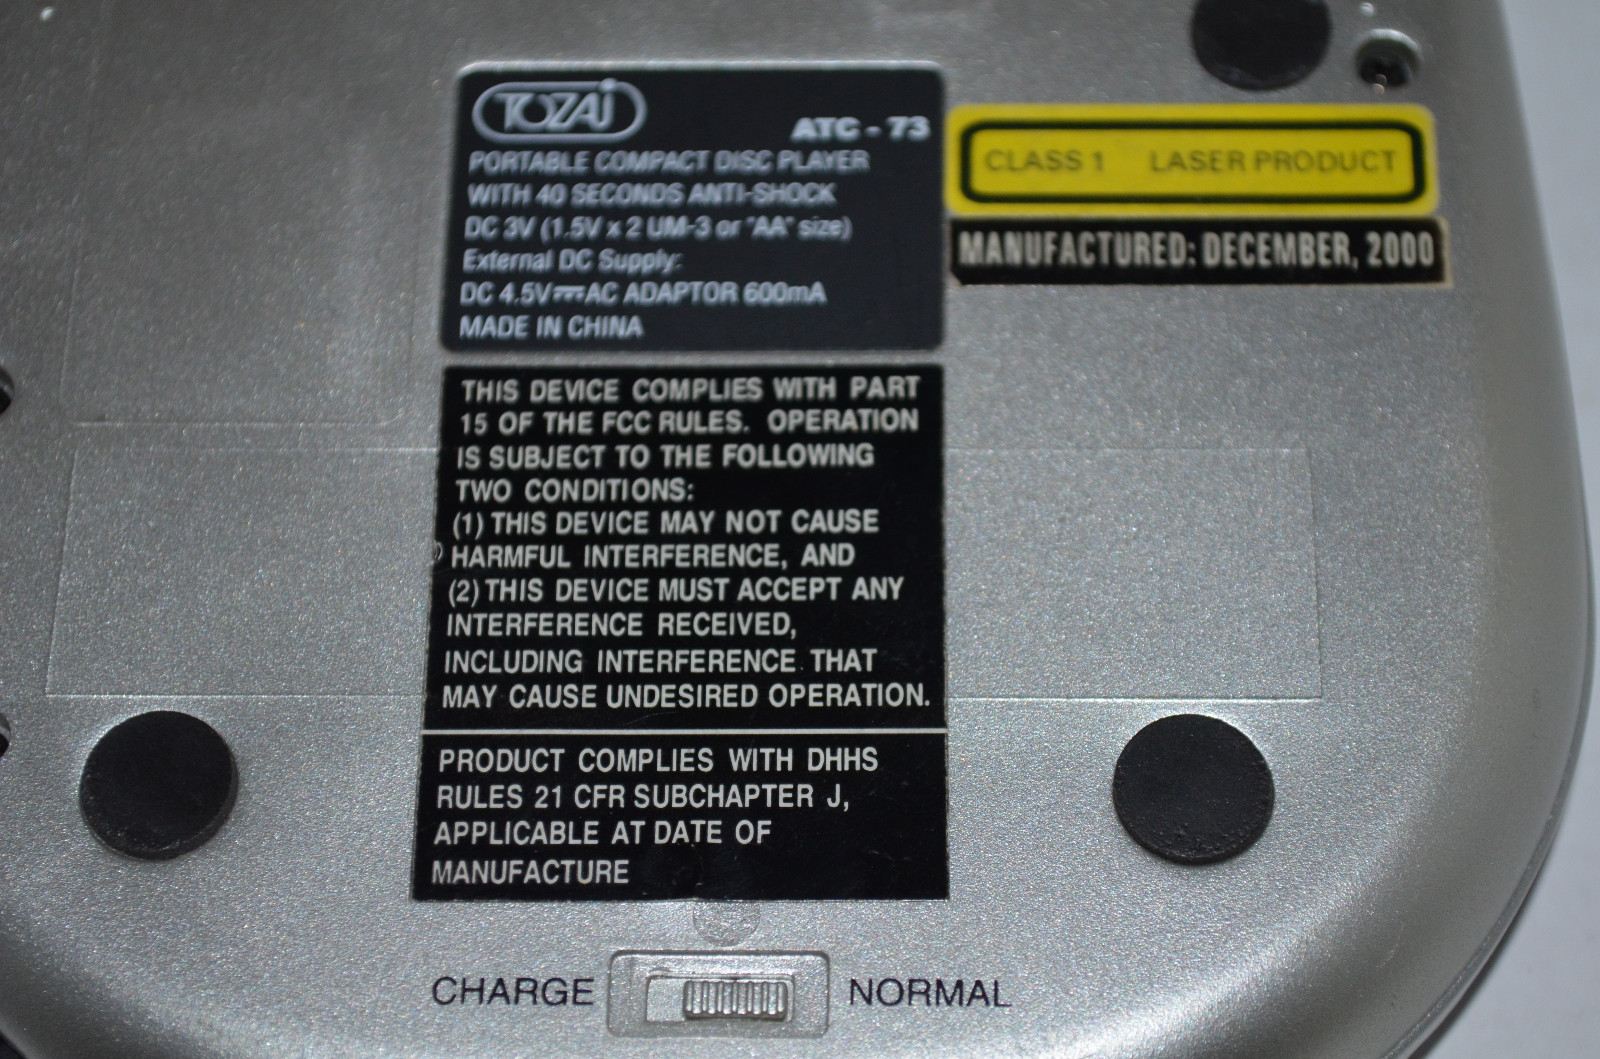 TOZAJ
ATC - 73
PORTABLE COMPACT DISC PLAYER
WITH 40 SECONDS ANTI-SHOCK
DC 3V (1.5V x 2 UM-3 or "AA" size)
External DC Supply:
DC 4.5V⎓AC ADAPTOR 600mA
MADE IN CHINA
CLASS 1 LASER PRODUCT
MANUFACTURED: DECEMBER, 2000
THIS DEVICE COMPLIES WITH PART
15 OF THE FCC RULES. OPERATION
IS SUBJECT TO THE FOLLOWING
TWO CONDITIONS:
(1) THIS DEVICE MAY NOT CAUSE
HARMFUL INTERFERENCE, AND
(2) THIS DEVICE MUST ACCEPT ANY
INTERFERENCE RECEIVED,
INCLUDING INTERFERENCE THAT
MAY CAUSE UNDESIRED OPERATION.
PRODUCT COMPLIES WITH DHHS
RULES 21 CFR SUBCHAPTER J,
APPLICABLE AT DATE OF
MANUFACTURE
CHARGE NORMAL